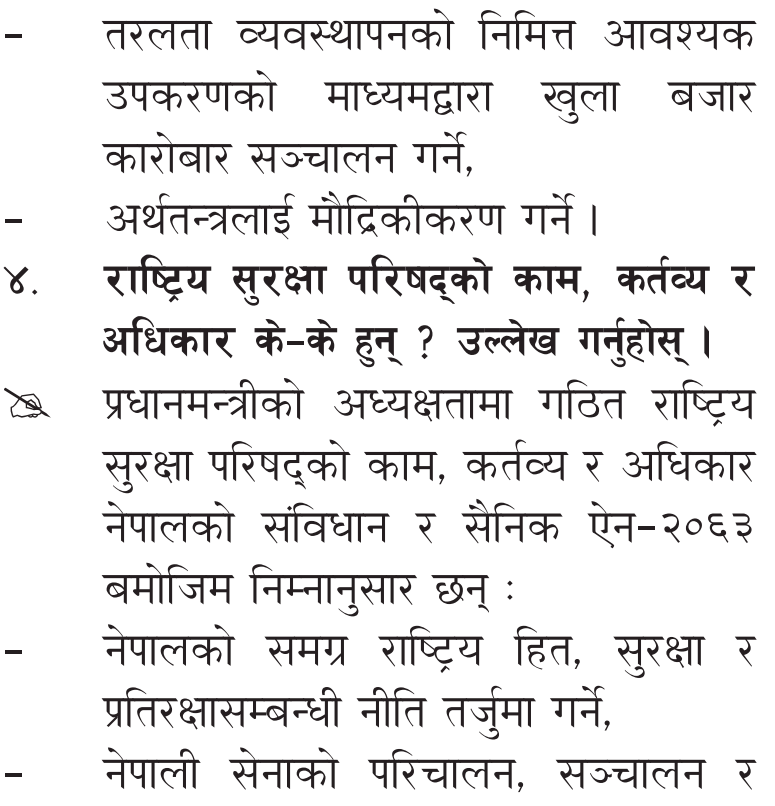 - तरलता व्यवस्थापनको निमित्त आवश्यक
उपकरणको माध्यमद्वारा खुला बजार
कारोबार सञ्चालन गर्ने,
- अर्थतन्त्रलाई मौद्रिकीकरण गर्ने ।
४. राष्ट्रिय सुरक्षा परिषद्को काम, कर्तव्य र
अधिकार के-के हुन् ? उल्लेख गर्नुहोस् ।
✍ प्रधानमन्त्रीको अध्यक्षतामा गठित राष्ट्रिय
सुरक्षा परिषद्को काम, कर्तव्य र अधिकार
नेपालको संविधान र सैनिक ऐन-२०६३
बमोजिम निम्नानुसार छन् :
- नेपालको समग्र राष्ट्रिय हित, सुरक्षा र
प्रतिरक्षासम्बन्धी नीति तर्जुमा गर्ने,
- नेपाली सेनाको परिचालन, सञ्चालन र